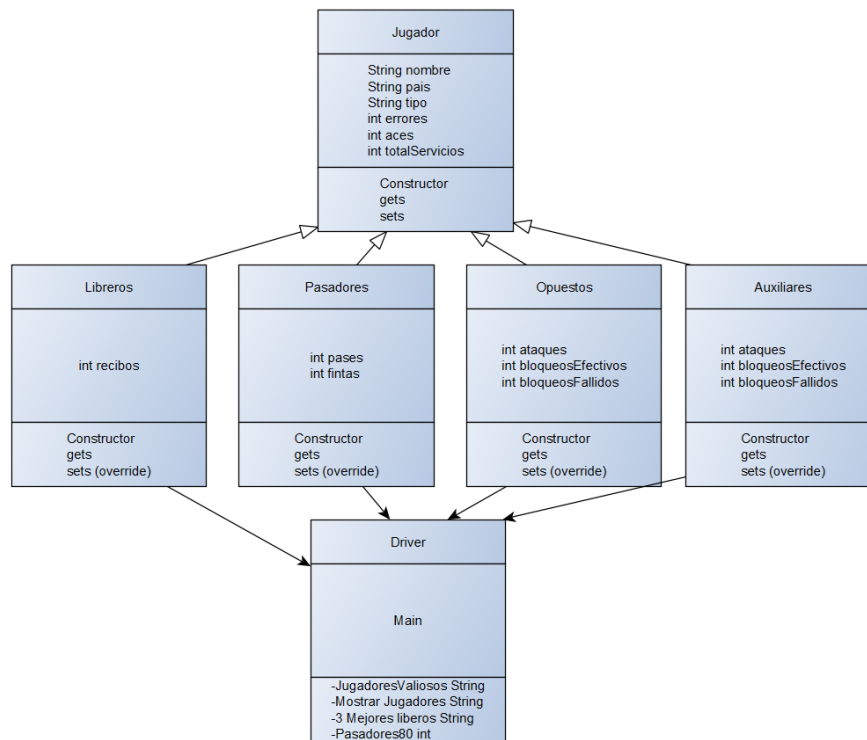 Jugador
String nombre
String pais
String tipo
int errores
int aces
int totalServicios
Constructor
gets
sets
Libreros
int recibos
Constructor
gets
sets (override)
Pasadores
int pases
int fintas
Constructor
gets
sets (override)
Opuestos
int ataques
int bloqueosEfectivos
int bloqueosFallidos
Constructor
gets
sets (override)
Auxiliares
int ataques
int bloqueosEfectivos
int bloqueosFallidos
Constructor
gets
sets (override)
Driver
Main
-JugadoresValiosos String
-Mostrar Jugadores String
-3 Mejores liberos String
-Pasadores80 int